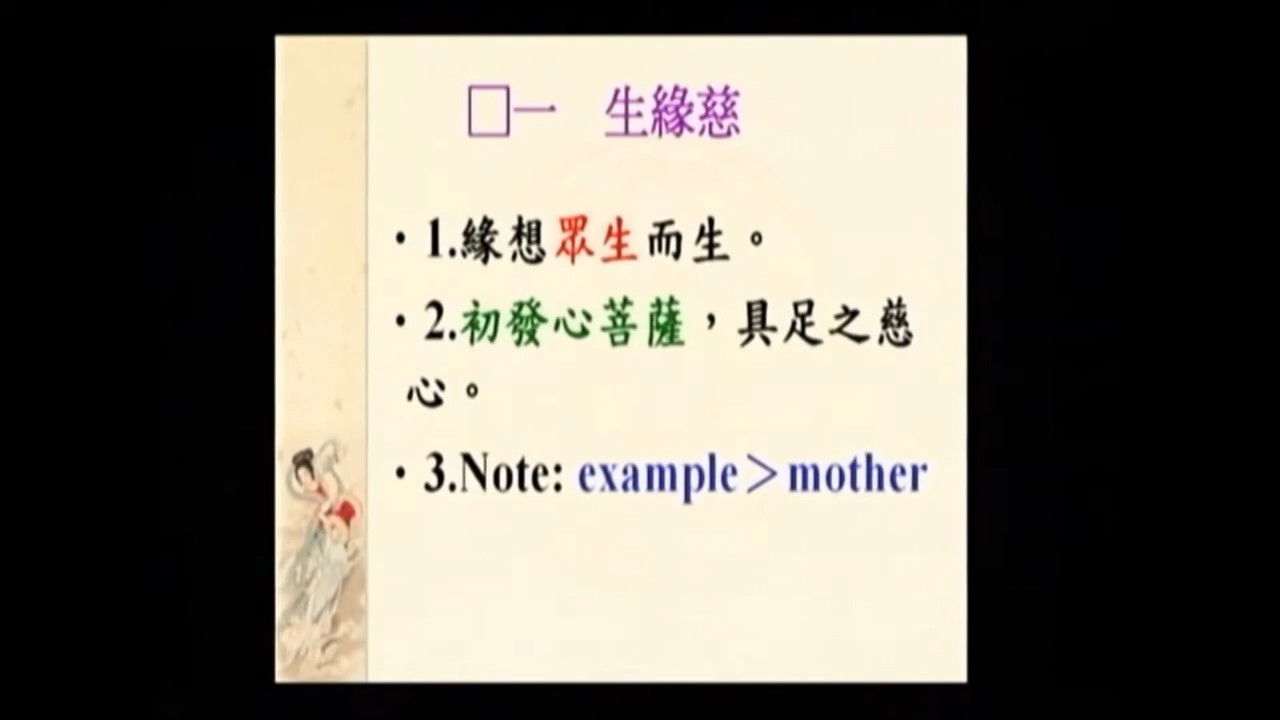 □一　生緣慈
• 1.緣想眾生而生。
• 2.初發心菩薩，具足之慈
心。
• 3.Note: example＞mother